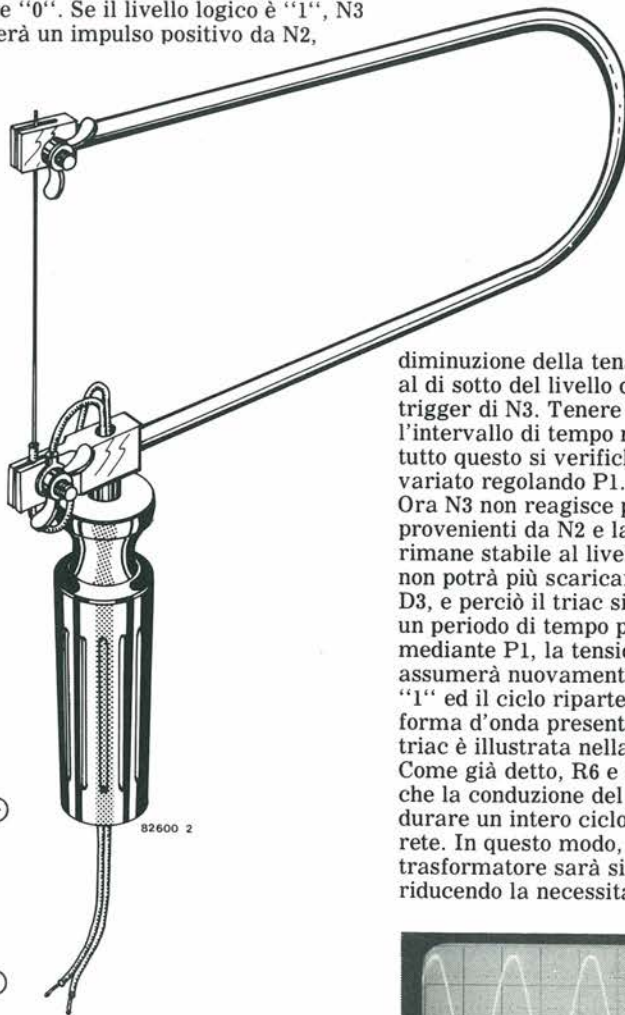 e "0". Se il livello logico è "1", N3
erà un impulso positivo da N2,
82600 2
diminuzione della ten
al di sotto del livello
trigger di N3. Tenere
l'intervallo di tempo
tutto questo si verific
variato regolando P1.
Ora N3 non reagisce
provenienti da N2 e la
rimane stabile al livel
non potrà più scarica
D3, e perciò il triac si
un periodo di tempo p
mediante P1, la tensio
assumerà nuovament
"1" ed il ciclo riparte
forma d'onda present
triac è illustrata nella
Come già detto, R6 e
che la conduzione del
durare un intero ciclo
rete. In questo modo,
trasformatore sarà si
riducendo la necessita